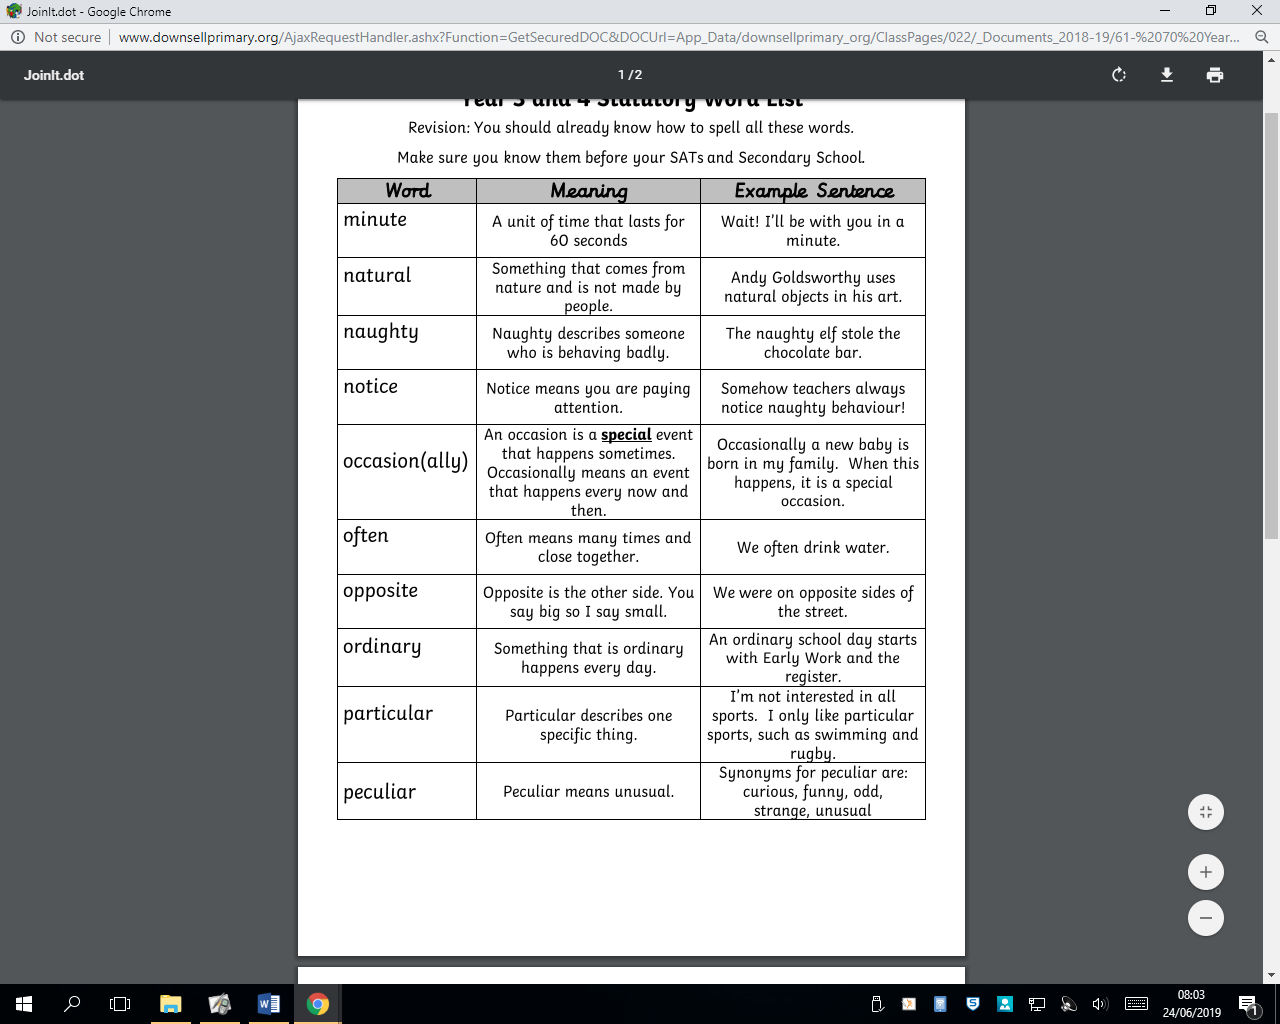 JoinIt.dot - Google Chrome
Not secure | www.downsellprimary.org/AjaxRequestHandler.ashx?Function=GetSecuredDOC&DOCUrl=App_Data/downsellprimary_org/ClassPages/022/_Documents_2018-19/61-%2070%20Year...
JoinIt.dot
1 / 2
Year 3 and 4 Statutory Word List
Revision: You should already know how to spell all these words.
Make sure you know them before your SATs and Secondary School.
Word Meaning Example Sentence
minute
A unit of time that lasts for
60 seconds
Wait! I'll be with you in a
minute.
natural
Something that comes from
nature and is not made by
people.
Andy Goldsworthy uses
natural objects in his art.
naughty
Naughty describes someone
who is behaving badly.
The naughty elf stole the
chocolate bar.
notice
Notice means you are paying
attention.
Somehow teachers always
notice naughty behaviour!
occasion(ally)
An occasion is a special event
that happens sometimes.
Occasionally means an event
that happens every now and
then.
Occasionally a new baby is
born in my family. When this
happens, it is a special
occasion.
often
Often means many times and
close together.
We often drink water.
opposite
Opposite is the other side. You
say big so I say small.
We were on opposite sides of
the street.
ordinary
Something that is ordinary
happens every day.
An ordinary school day starts
with Early Work and the
register.
particular
Particular describes one
specific thing.
I'm not interested in all
sports. I only like particular
sports, such as swimming and
rugby.
peculiar
Peculiar means unusual.
Synonyms for peculiar are:
curious, funny, odd,
strange, unusual
08:03
24/06/2019
1